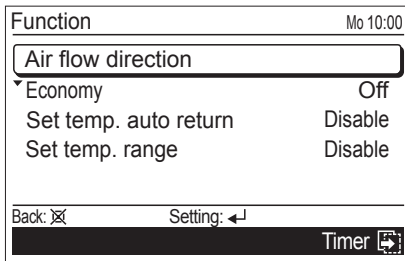 Function Mo 10:00
Air flow direction
Economy Off
Set temp. auto return Disable
Set temp. range Disable
Back: Setting:
Timer